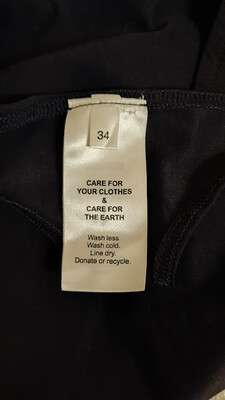 34
CARE FOR
YOUR CLOTHES
&
CARE FOR
THE EARTH
Wash less.
Wash cold.
Line dry.
Donate or recycle.